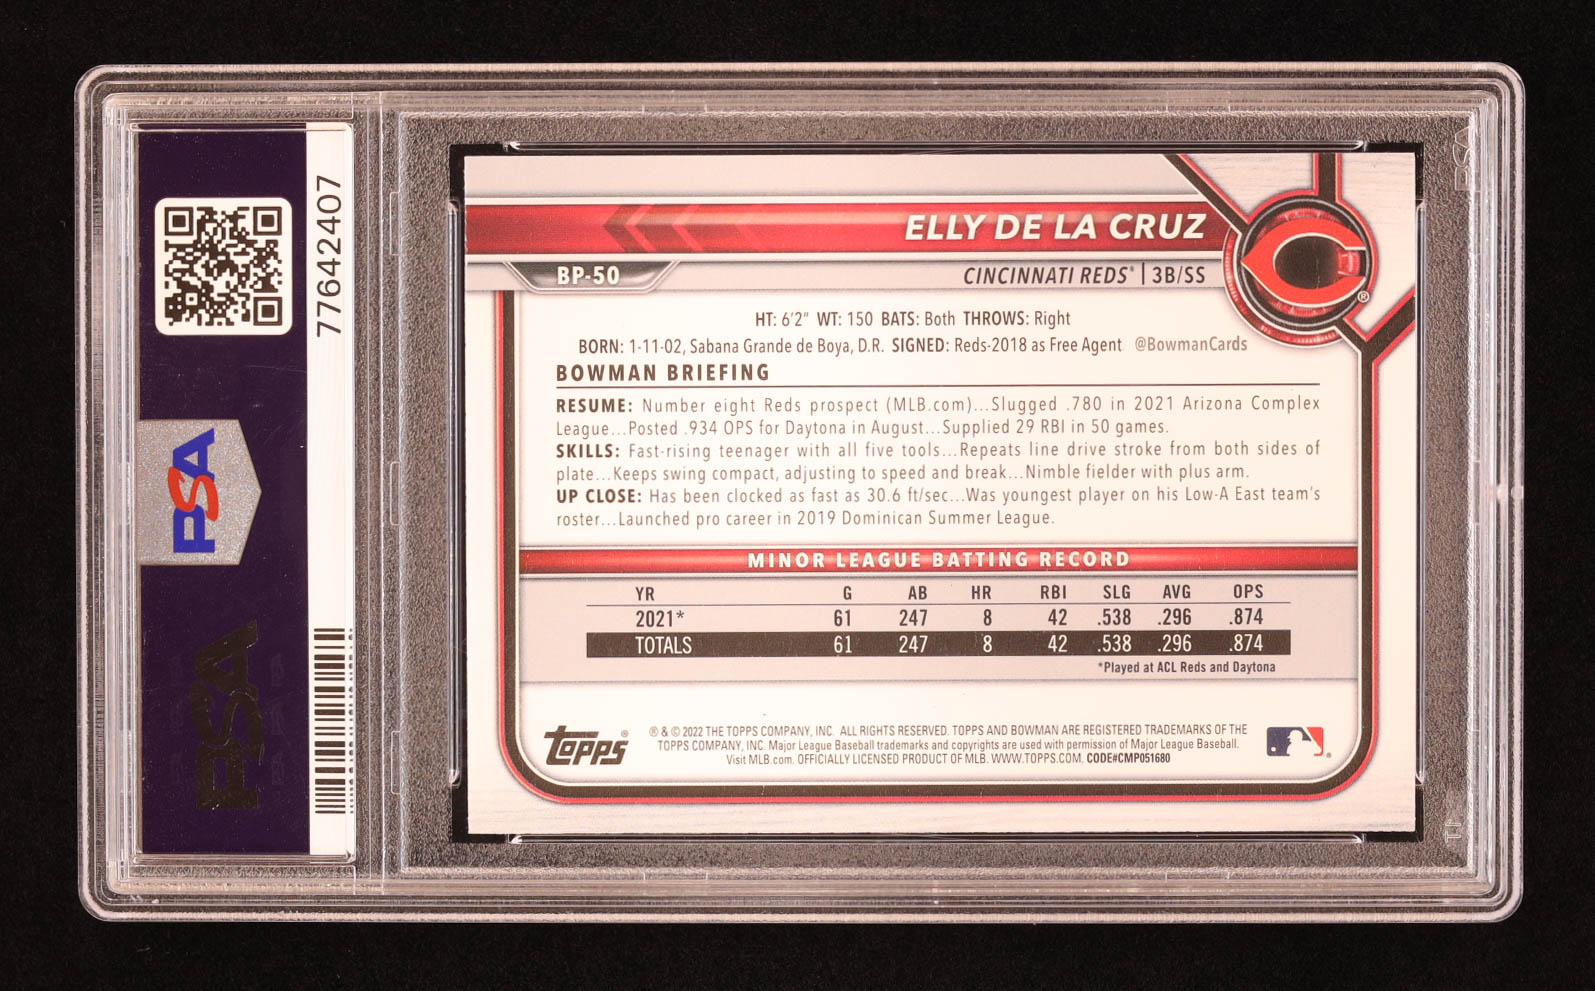 77642407
PSA
PSA
ELLY DE LA CRUZ
BP-50
CINCINNATI REDS® | 3B/SS
HT: 6'2" WT: 150 BATS: Both THROWS: Right
BORN: 1-11-02, Sabana Grande de Boya, D.R. SIGNED: Reds-2018 as Free Agent @BowmanCards
BOWMAN BRIEFING
RESUME: Number eight Reds prospect (MLB.com)...Slugged .780 in 2021 Arizona Complex
League...Posted .934 OPS for Daytona in August...Supplied 29 RBI in 50 games.
SKILLS: Fast-rising teenager with all five tools...Repeats line drive stroke from both sides of
plate...Keeps swing compact, adjusting to speed and break...Nimble fielder with plus arm.
UP CLOSE: Has been clocked as fast as 30.6 ft/sec...Was youngest player on his Low-A East team's
roster...Launched pro career in 2019 Dominican Summer League.
MINOR LEAGUE BATTING RECORD
YR G AB HR RBI SLG AVG OPS
2021* 61 247 8 42 .538 .296 .874
TOTALS 61 247 8 42 .538 .296 .874
*Played at ACL Reds and Daytona
topps®
® & © 2022 THE TOPPS COMPANY, INC. ALL RIGHTS RESERVED. TOPPS AND BOWMAN ARE REGISTERED TRADEMARKS OF THE
TOPPS COMPANY, INC. Major League Baseball trademarks and copyrights are used with permission of Major League Baseball.
Visit MLB.com. OFFICIALLY LICENSED PRODUCT OF MLB. WWW.TOPPS.COM. CODE#CMP051680